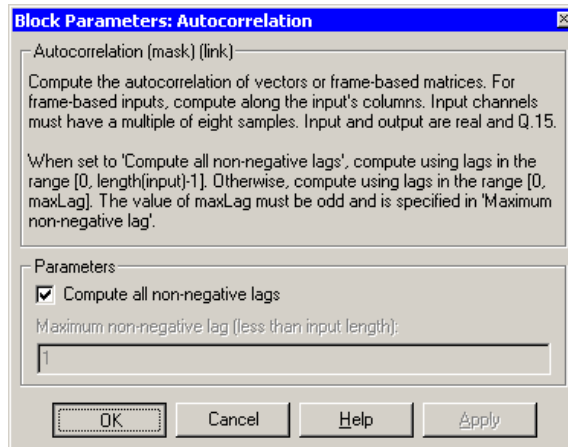 Block Parameters: Autocorrelation
Autocorrelation (mask) (link)
Compute the autocorrelation of vectors or frame-based matrices. For
frame-based inputs, compute along the input's columns. Input channels
must have a multiple of eight samples. Input and output are real and Q.15.
When set to 'Compute all non-negative lags', compute using lags in the
range [0, length(input)-1]. Otherwise, compute using lags in the range [0,
maxLag]. The value of maxLag must be odd and is specified in 'Maximum
non-negative lag'.
Parameters
Compute all non-negative lags
Maximum non-negative lag (less than input length):
1
OK Cancel Help Apply